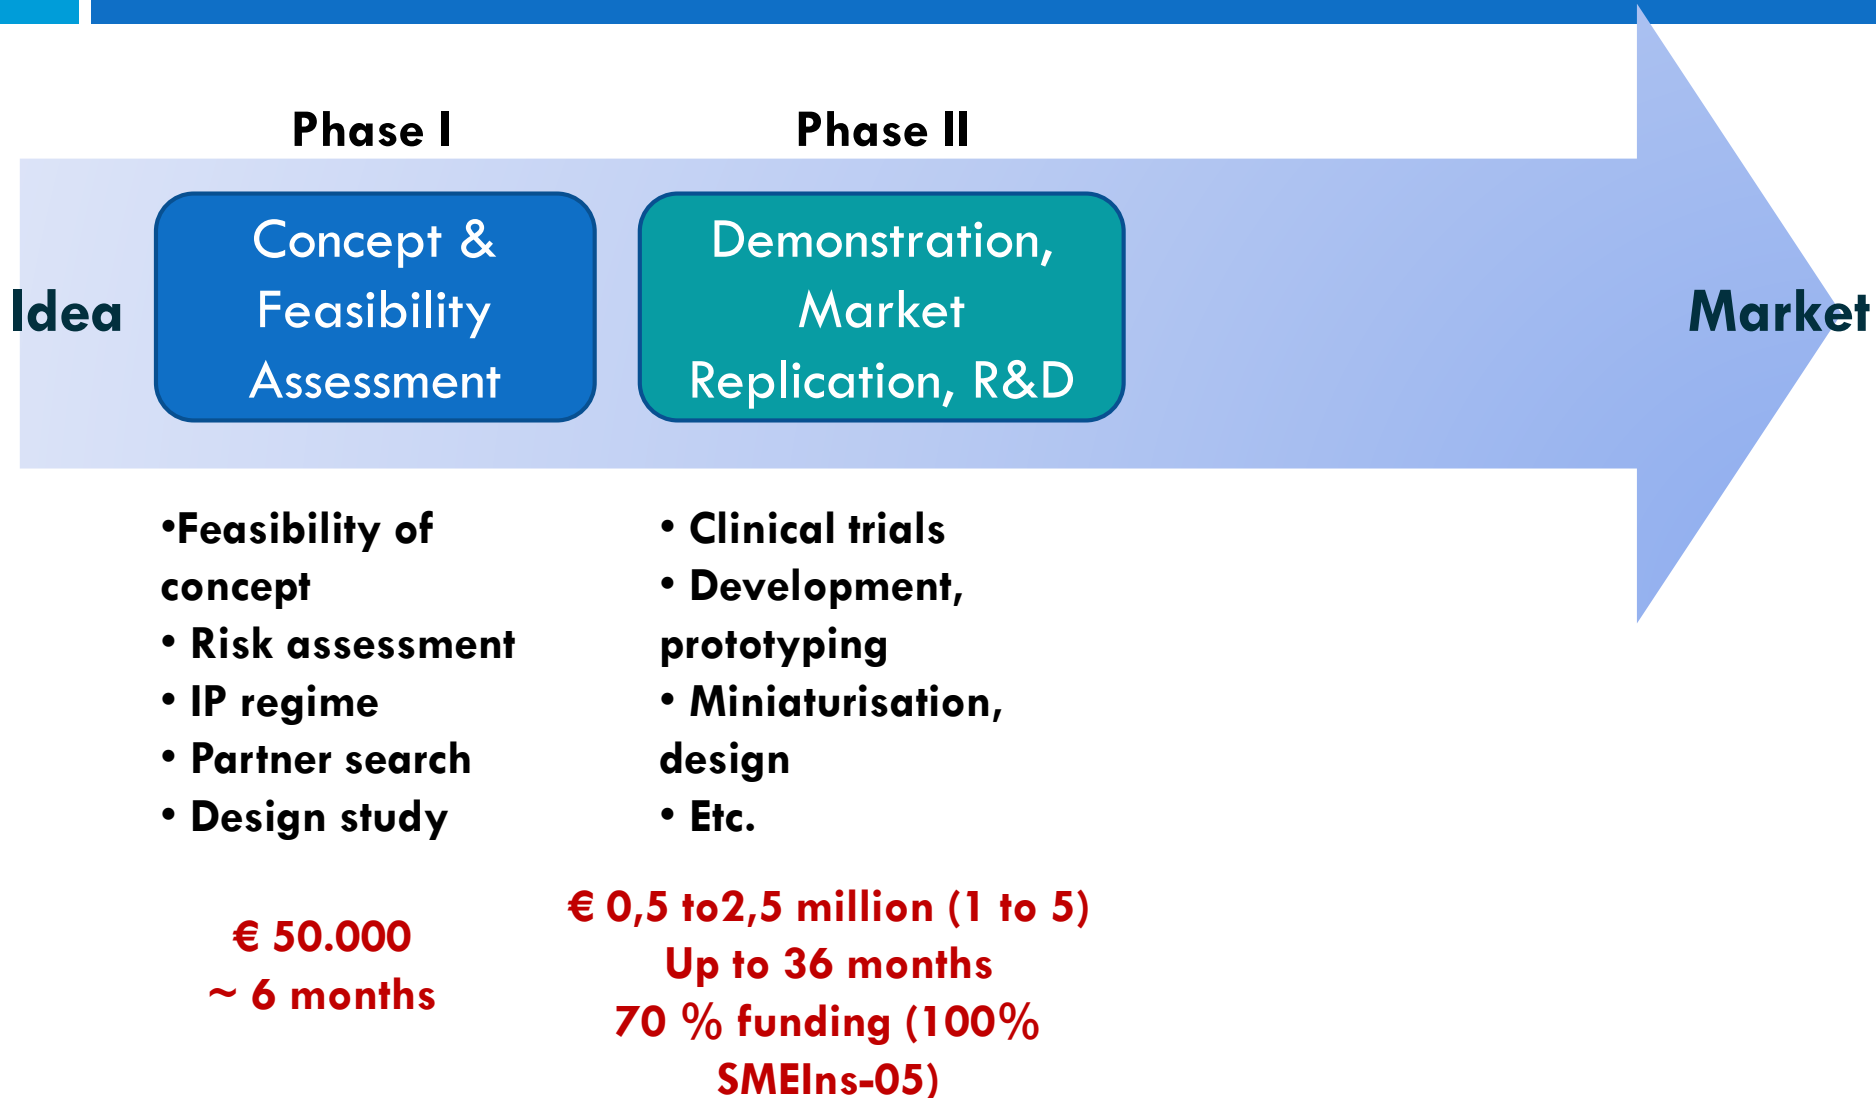 Phase I
Phase II
Idea
Concept &
Feasibility
Assessment
Demonstration,
Market
Replication, R&D
Market
•Feasibility of
concept
• Risk assessment
• IP regime
• Partner search
• Design study
• Clinical trials
• Development,
prototyping
• Miniaturisation,
design
• Etc.
€ 50.000
~ 6 months
€ 0,5 to2,5 million (1 to 5)
Up to 36 months
70 % funding (100%
SMEIns-05)